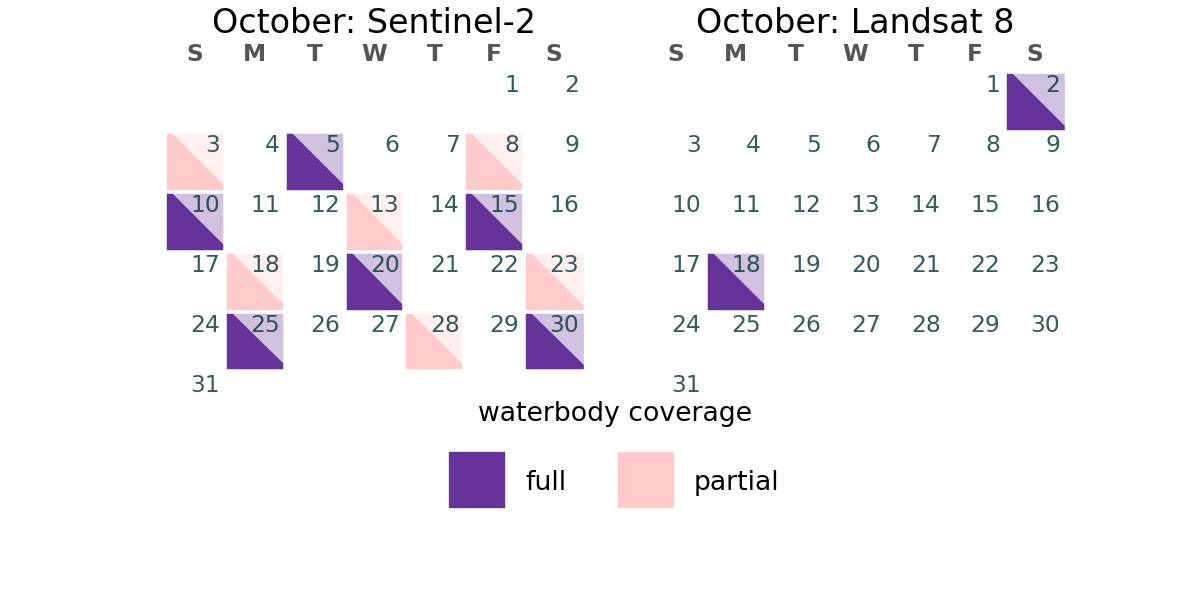 October: Sentinel-2
S M T W T F S
1 2
3 4 5 6 7 8 9
10 11 12 13 14 15 16
17 18 19 20 21 22 23
24 25 26 27 28 29 30
31
October: Landsat 8
S M T W T F S
1 2
3 4 5 6 7 8 9
10 11 12 13 14 15 16
17 18 19 20 21 22 23
24 25 26 27 28 29 30
31
waterbody coverage
full partial